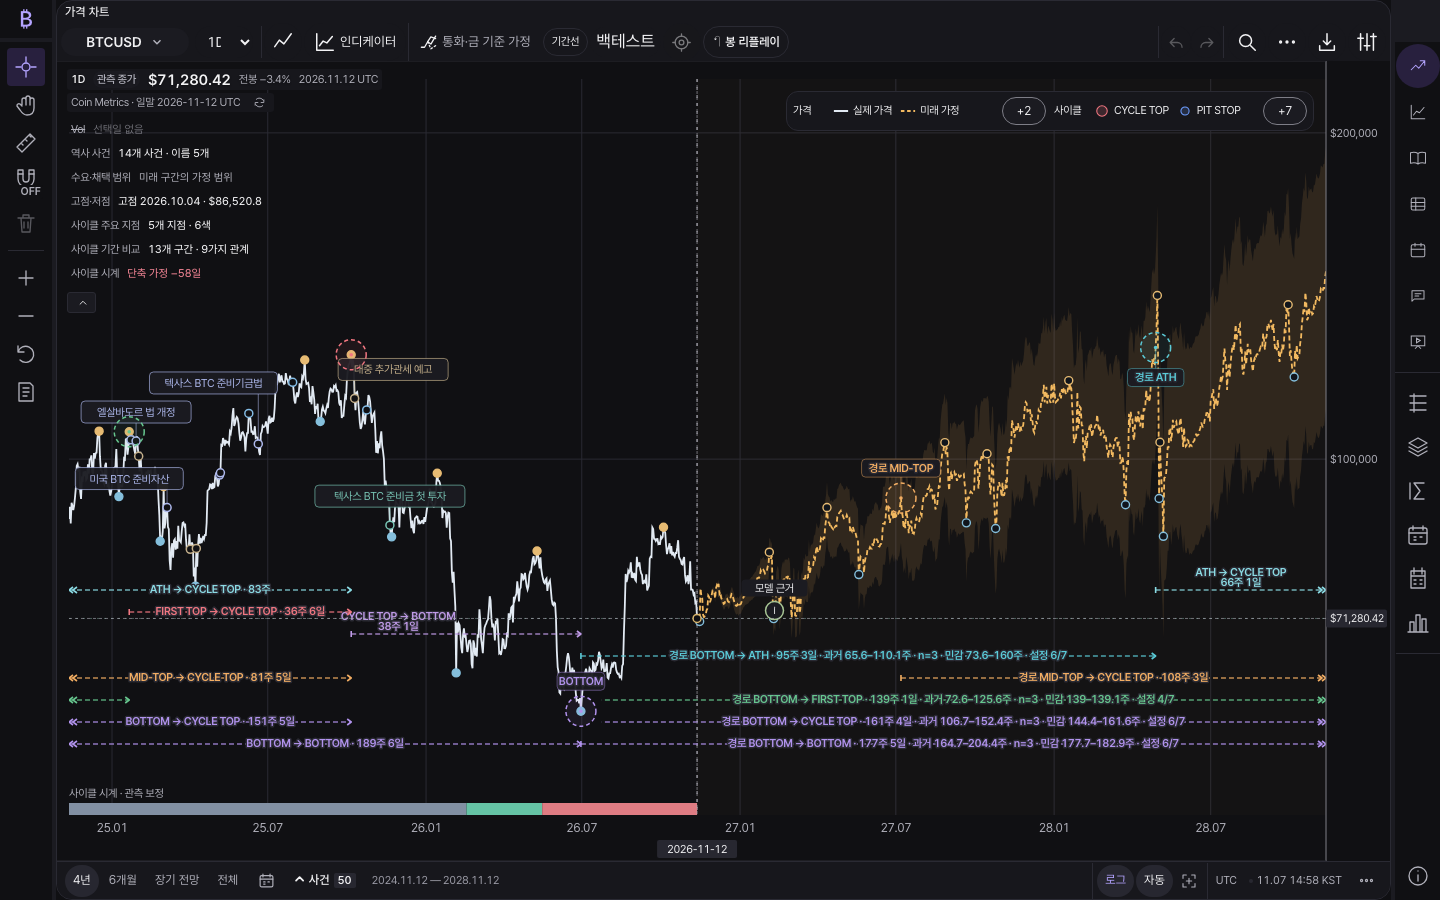 가격 차트
BTCUSD
인디케이터
통화·금 기준 가정
기간선
백테스트
봉 리플레이
1D 관측 종가 $71,280.42 전봉 −3.4% 2026.11.12 UTC
Coin Metrics · 일말 2026-11-12 UTC
Vol 선택일 없음
역사 사건 14개 사건 · 이름 5개
수요·채택 범위 미래 구간의 가정 범위
고점·저점 고점 2026.10.04 · $86,520.8
사이클 주요 지점 5개 지점 · 6색
사이클 기간 비교 13개 구간 · 9가지 관계
사이클 시계 단축 가정 −58일
가격 실제 가격 미래 가정 +2 사이클 CYCLE TOP PIT STOP +7
OFF
$200,000
$100,000
$71,280.42
텍사스 BTC 준비기금법
대중 추가관세 예고
엘살바도르 법 개정
미국 BTC 준비자산
텍사스 BTC 준비금 첫 투자
경로 ATH
경로 MID-TOP
모델 근거
BOTTOM
ATH → CYCLE TOP · 83주
ATH → CYCLE TOP
66주 1일
FIRST TOP → CYCLE TOP · 36주 6일
CYCLE TOP → BOTTOM
38주 1일
경로 BOTTOM → ATH · 95주 3일 · 과거 65.6–110.1주 · n=3 · 민감 73.6–160주 · 설정 6/7
MID-TOP → CYCLE TOP · 81주 5일
경로 MID-TOP → CYCLE TOP · 108주 3일
경로 BOTTOM → FIRST TOP · 139주 1일 · 과거 72.6–125.6주 · n=3 · 민감 139–139.1주 · 설정 4/7
BOTTOM → CYCLE TOP · 151주 5일
경로 BOTTOM → CYCLE TOP · 161주 4일 · 과거 106.7–152.4주 · n=3 · 민감 144.4–161.6주 · 설정 6/7
BOTTOM → BOTTOM · 189주 6일
경로 BOTTOM → BOTTOM · 177주 5일 · 과거 164.7–204.4주 · n=3 · 민감 177.7–182.9주 · 설정 6/7
사이클 시계 · 관측 보정
25.01 25.07 26.01 26.07 27.01 27.07 28.01 28.07
2026-11-12
4년 6개월 장기 전망 전체 사건 50 2024.11.12 — 2028.11.12
로그 자동 UTC 11.07 14:58 KST